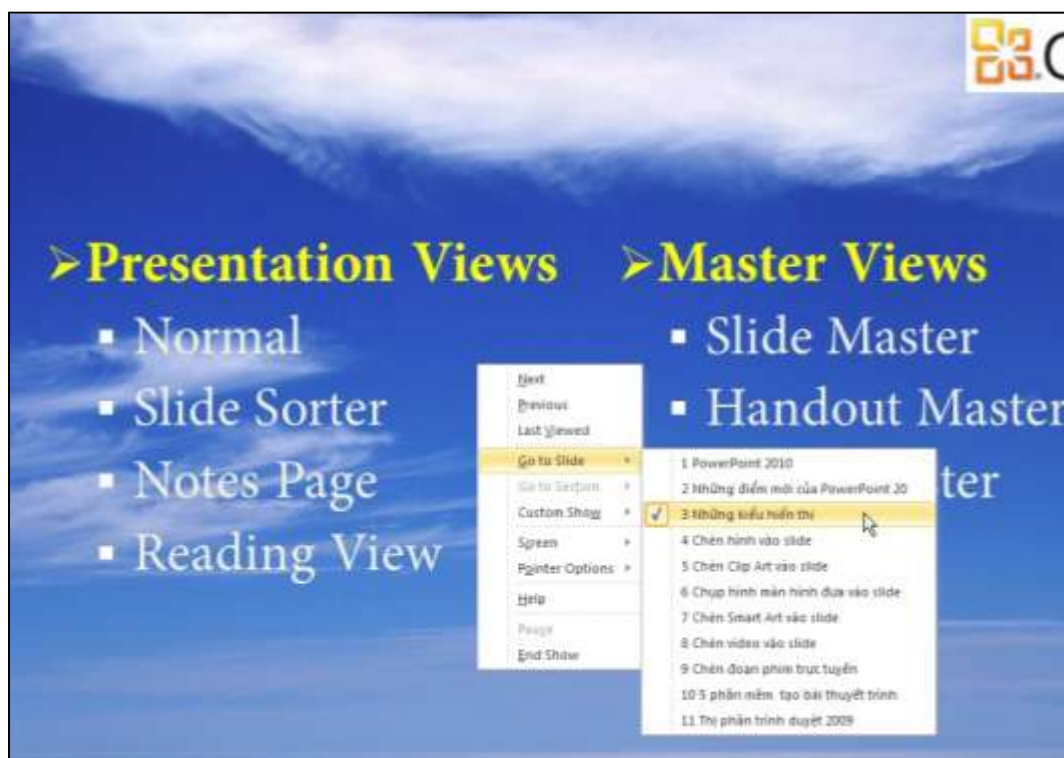 ➢Presentation Views
▪ Normal
▪ Slide Sorter
▪ Notes Page
▪ Reading View
➢Master Views
▪ Slide Master
▪ Handout Master
ter
Next
Previous
Last Viewed
Go to Slide
Go to Section
Custom Show
Screen
Pointer Options
Help
Pause
End Show
1 PowerPoint 2010
2 Những điểm mới của PowerPoint 20
3 Những kiểu hiển thị
4 Chèn hình vào slide
5 Chèn Clip Art vào slide
6 Chụp hình màn hình đưa vào slide
7 Chèn Smart Art vào slide
8 Chèn video vào slide
9 Chèn đoạn phim trực tuyến
10 5 phần mềm tạo bài thuyết trình
11 Thị phần trình duyệt 2009